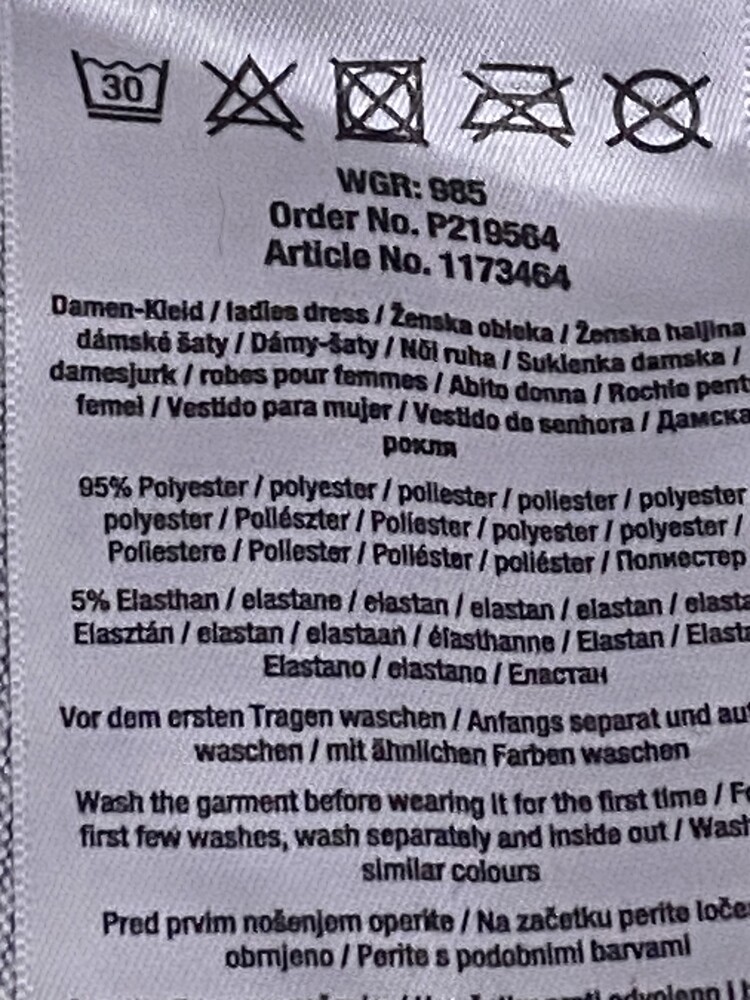 30
WGR: 985
Order No. P219564
Article No. 1173464
Damen-Kleid / ladies dress / Ženska obleka / Ženska haljina
dámské šaty / Dámy-šaty / Női ruha / Sukienka damska /
damesjurk / robes pour femmes / Abito donna / Rochie pent
femei / Vestido para mujer / Vestido de senhora / Дамска
рокля
95% Polyester / polyester / poliester / poliester / polyester
polyester / Poliészter / Poliester / polyester / polyester /
Poliestere / Poliester / Poliéster / poliéster / Полиестер
5% Elasthan / elastane / elastan / elastan / elastan / elasta
Elasztán / elastan / elastaan / élasthanne / Elastan / Elasta
Elastano / elastano / Еластан
Vor dem ersten Tragen waschen / Anfangs separat und au
waschen / mit ähnlichen Farben waschen
Wash the garment before wearing it for the first time / Fo
first few washes, wash separately and inside out / Wash
similar colours
Pred prvim nošenjem operite / Na začetku perite loče
obrnjeno / Perite s podobnimi barvami